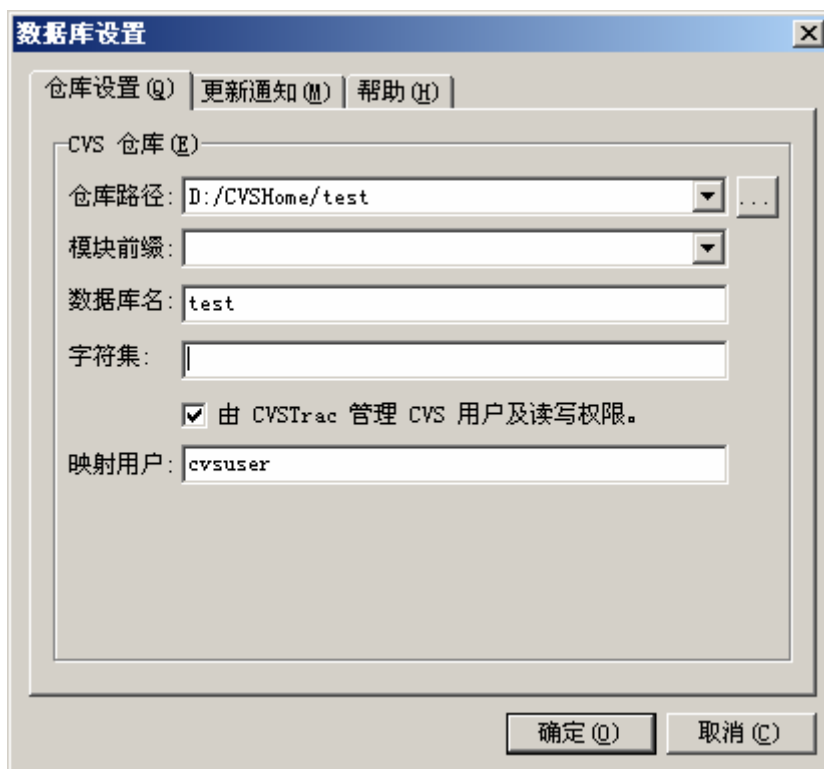 数据库设置
仓库设置(Q) 更新通知(M) 帮助(H)
CVS 仓库(E)
仓库路径: D:/CVSHome/test ...
模块前缀:
数据库名: test
字符集:
由 CVSTrac 管理 CVS 用户及读写权限。
映射用户: cvsuser
确定(O) 取消(C)